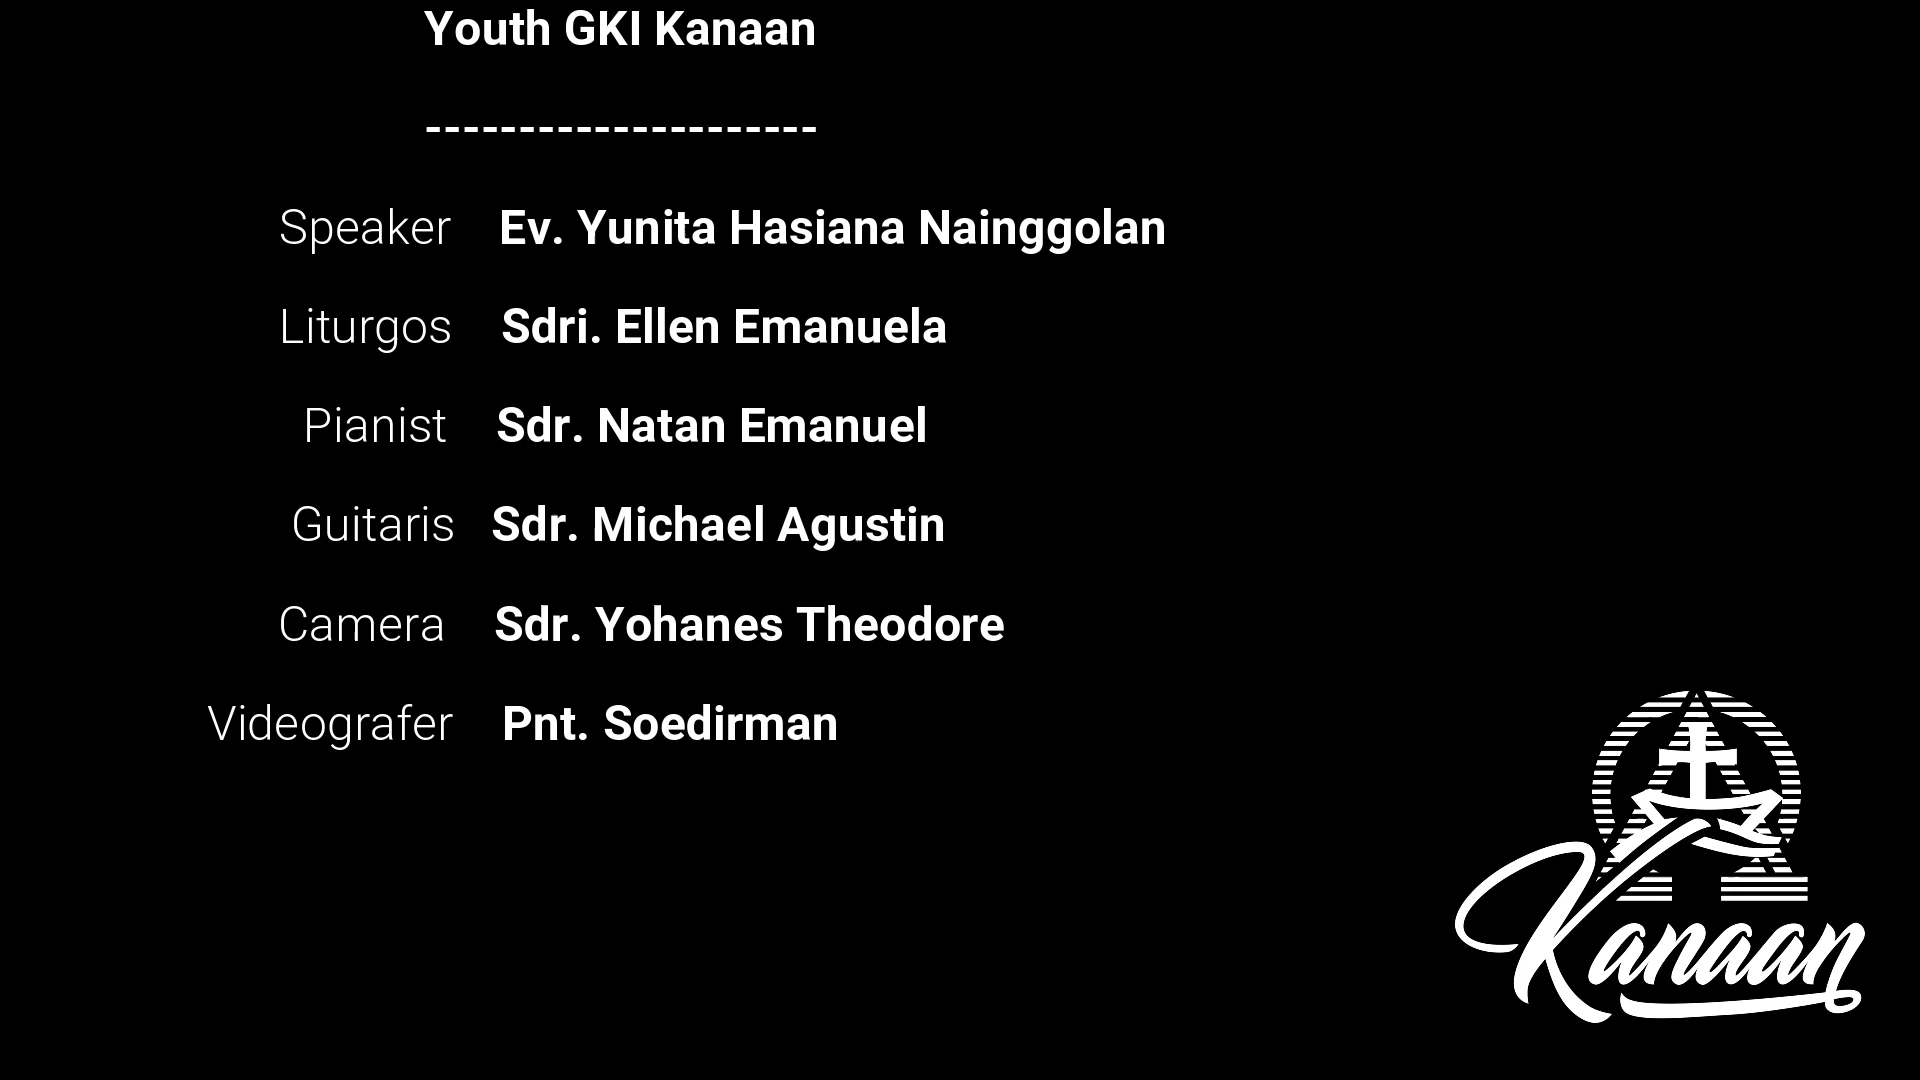 Youth GKI Kanaan
---------------------
Speaker Ev. Yunita Hasiana Nainggolan
Liturgos Sdri. Ellen Emanuela
Pianist Sdr. Natan Emanuel
Guitaris Sdr. Michael Agustin
Camera Sdr. Yohanes Theodore
Videografer Pnt. Soedirman
Kanaan